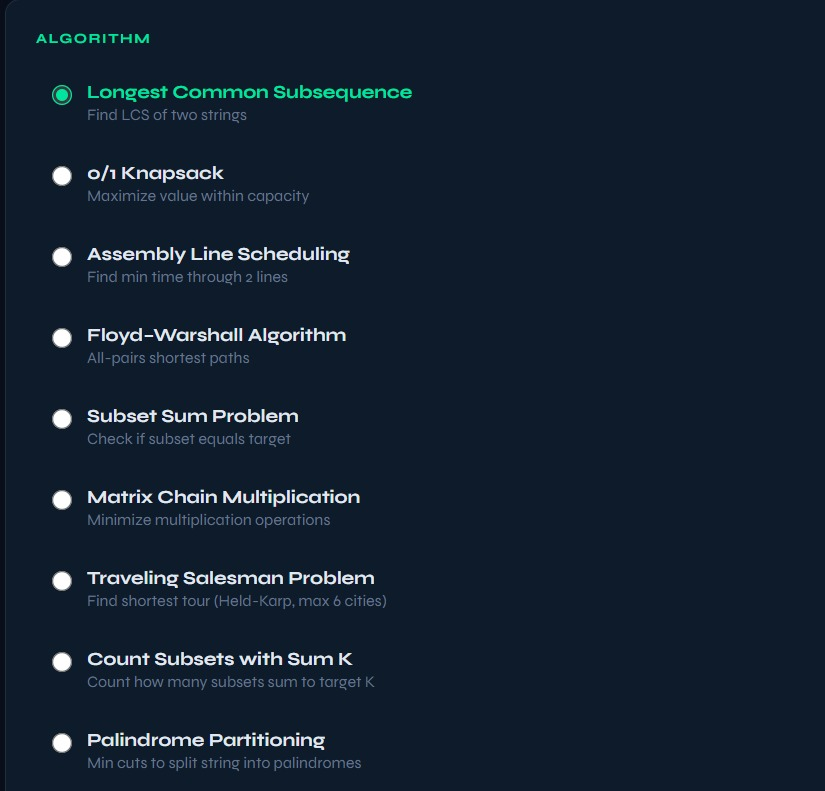 ALGORITHM
Longest Common Subsequence
Find LCS of two strings
0/1 Knapsack
Maximize value within capacity
Assembly Line Scheduling
Find min time through 2 lines
Floyd-Warshall Algorithm
All-pairs shortest paths
Subset Sum Problem
Check if subset equals target
Matrix Chain Multiplication
Minimize multiplication operations
Traveling Salesman Problem
Find shortest tour (Held-Karp, max 6 cities)
Count Subsets with Sum K
Count how many subsets sum to target K
Palindrome Partitioning
Min cuts to split string into palindromes